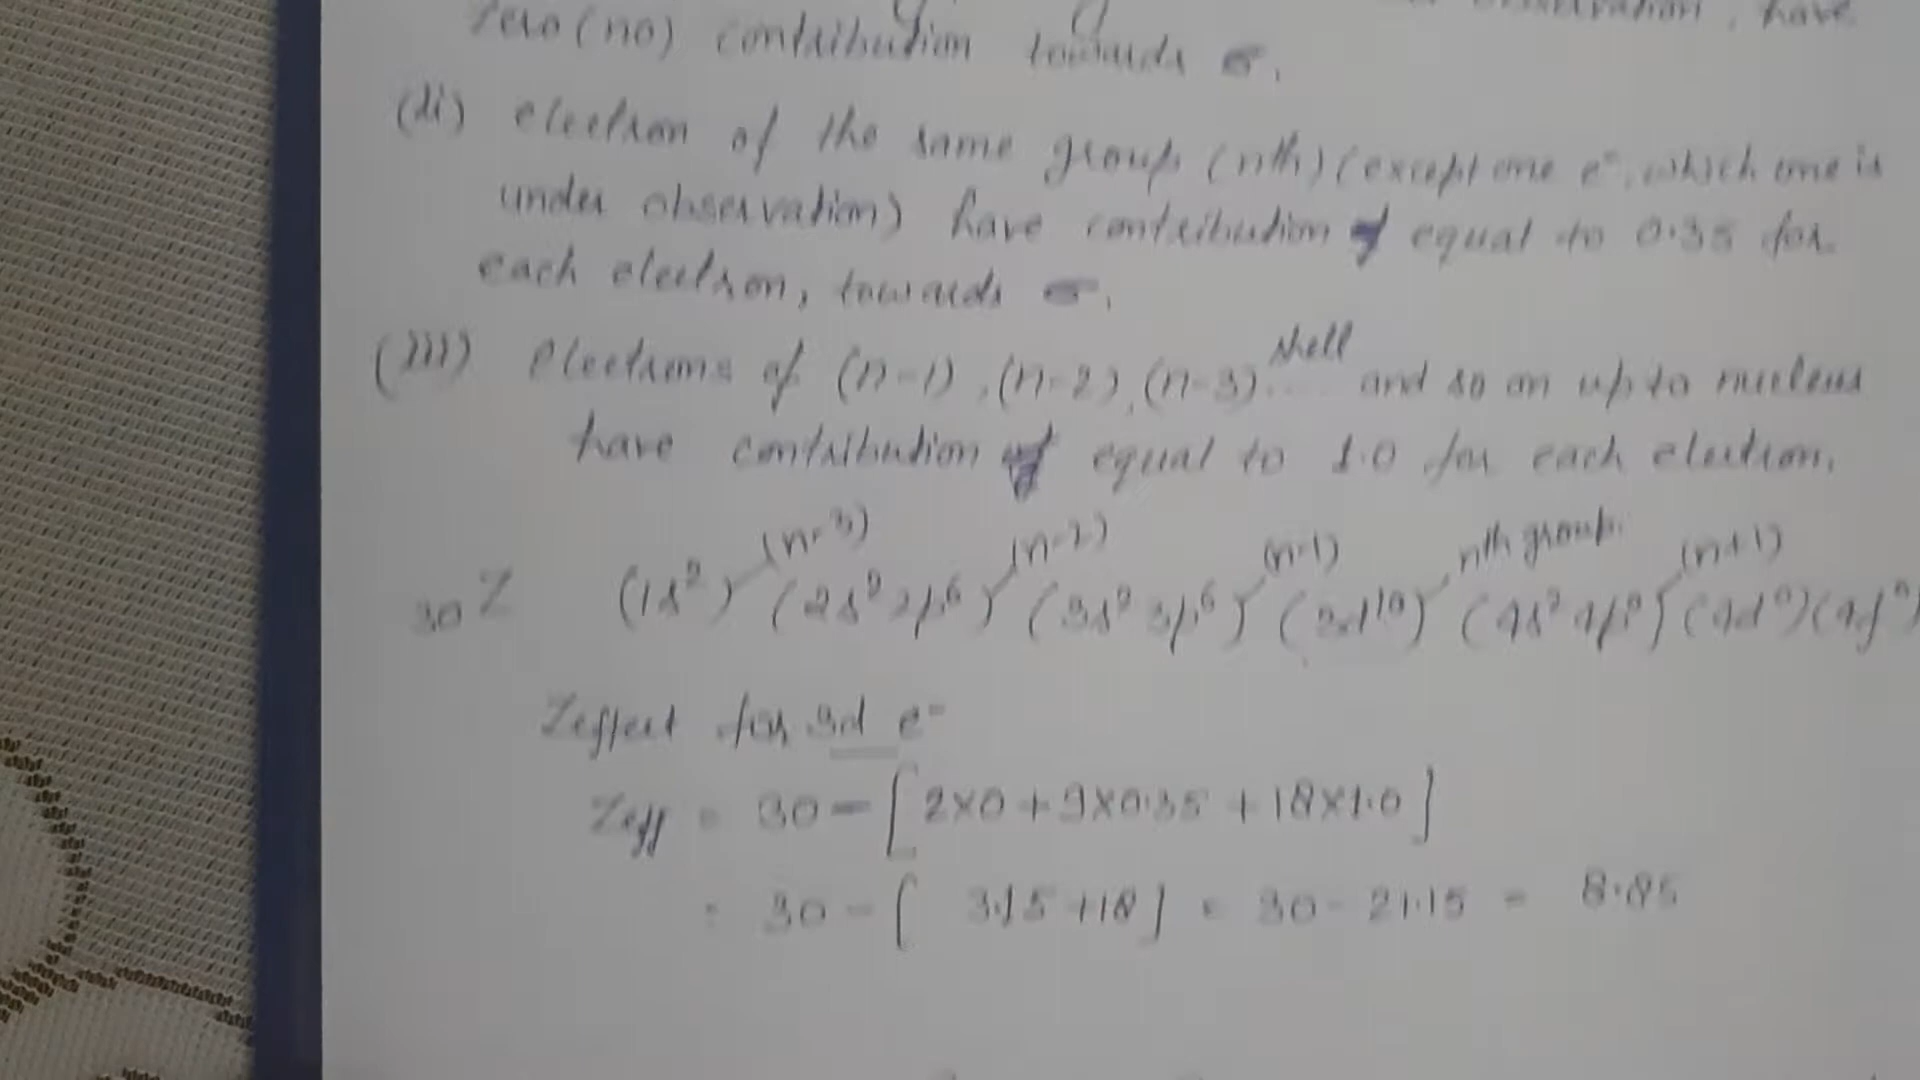 zero (no) contribution towards σ.
(ii) electron of the same group (nth) (except one e⁻, which one is
under observation) have contribution equal to 0.35 for
each electron, towards σ.
(iii) Electrons of (n-1), (n-2), (n-3).... shell and so on up to nucleus
have contribution equal to 1.0 for each electron.
(n-3) (n-2) (n-1) nth group (n+1)
30Z (1s²) (2s² 2p⁶) (3s² 3p⁶) (3d¹⁰) (4s² 4p⁰) (4d⁰) (4f⁰)
Zeffect for 3d e⁻
Zeff = 30 - [2×0 + 9×0.35 + 18×1.0]
= 30 - [3.15 + 18] = 30 - 21.15 = 8.85